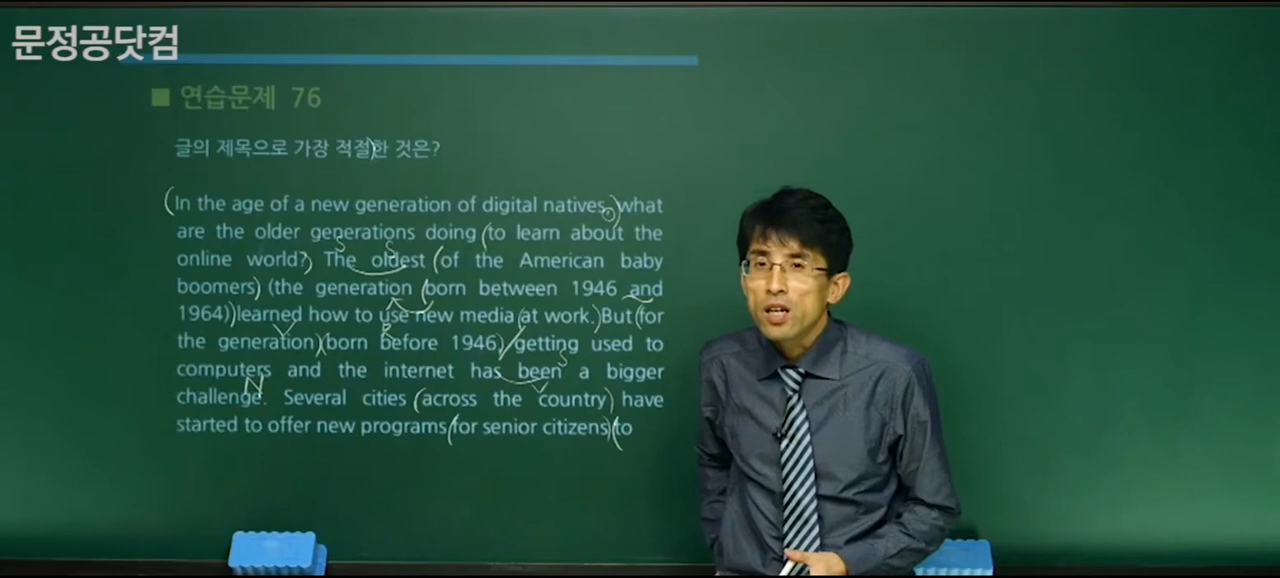 문정공닷컴
■ 연습문제 76
글의 제목으로 가장 적절한 것은?
In the age of a new generation of digital natives, what
are the older generations doing to learn about the
online world? The oldest of the American baby
boomers (the generation born between 1946 and
1964) learned how to use new media at work. But for
the generation born before 1946, getting used to
computers and the internet has been a bigger
challenge. Several cities across the country have
started to offer new programs for senior citizens to